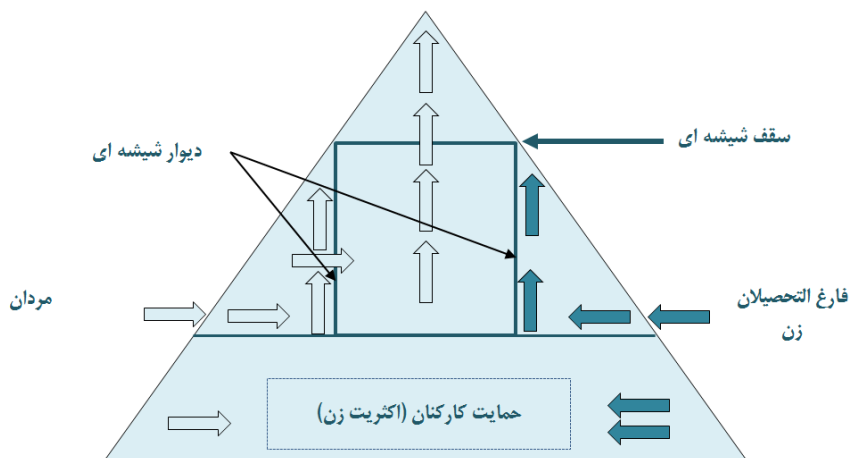 سقف شیشه ای
دیوار شیشه ای
فارغ التحصیلان
زن
مردان
حمایت کارکنان (اکثریت زن)